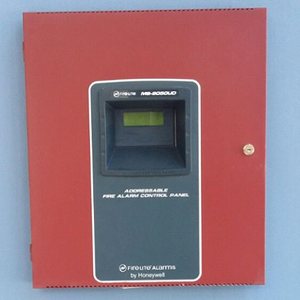 FIRE·LITE MS-9050UD
ADDRESSABLE
FIRE ALARM CONTROL PANEL
FIRE·LITE ALARMS
by Honeywell